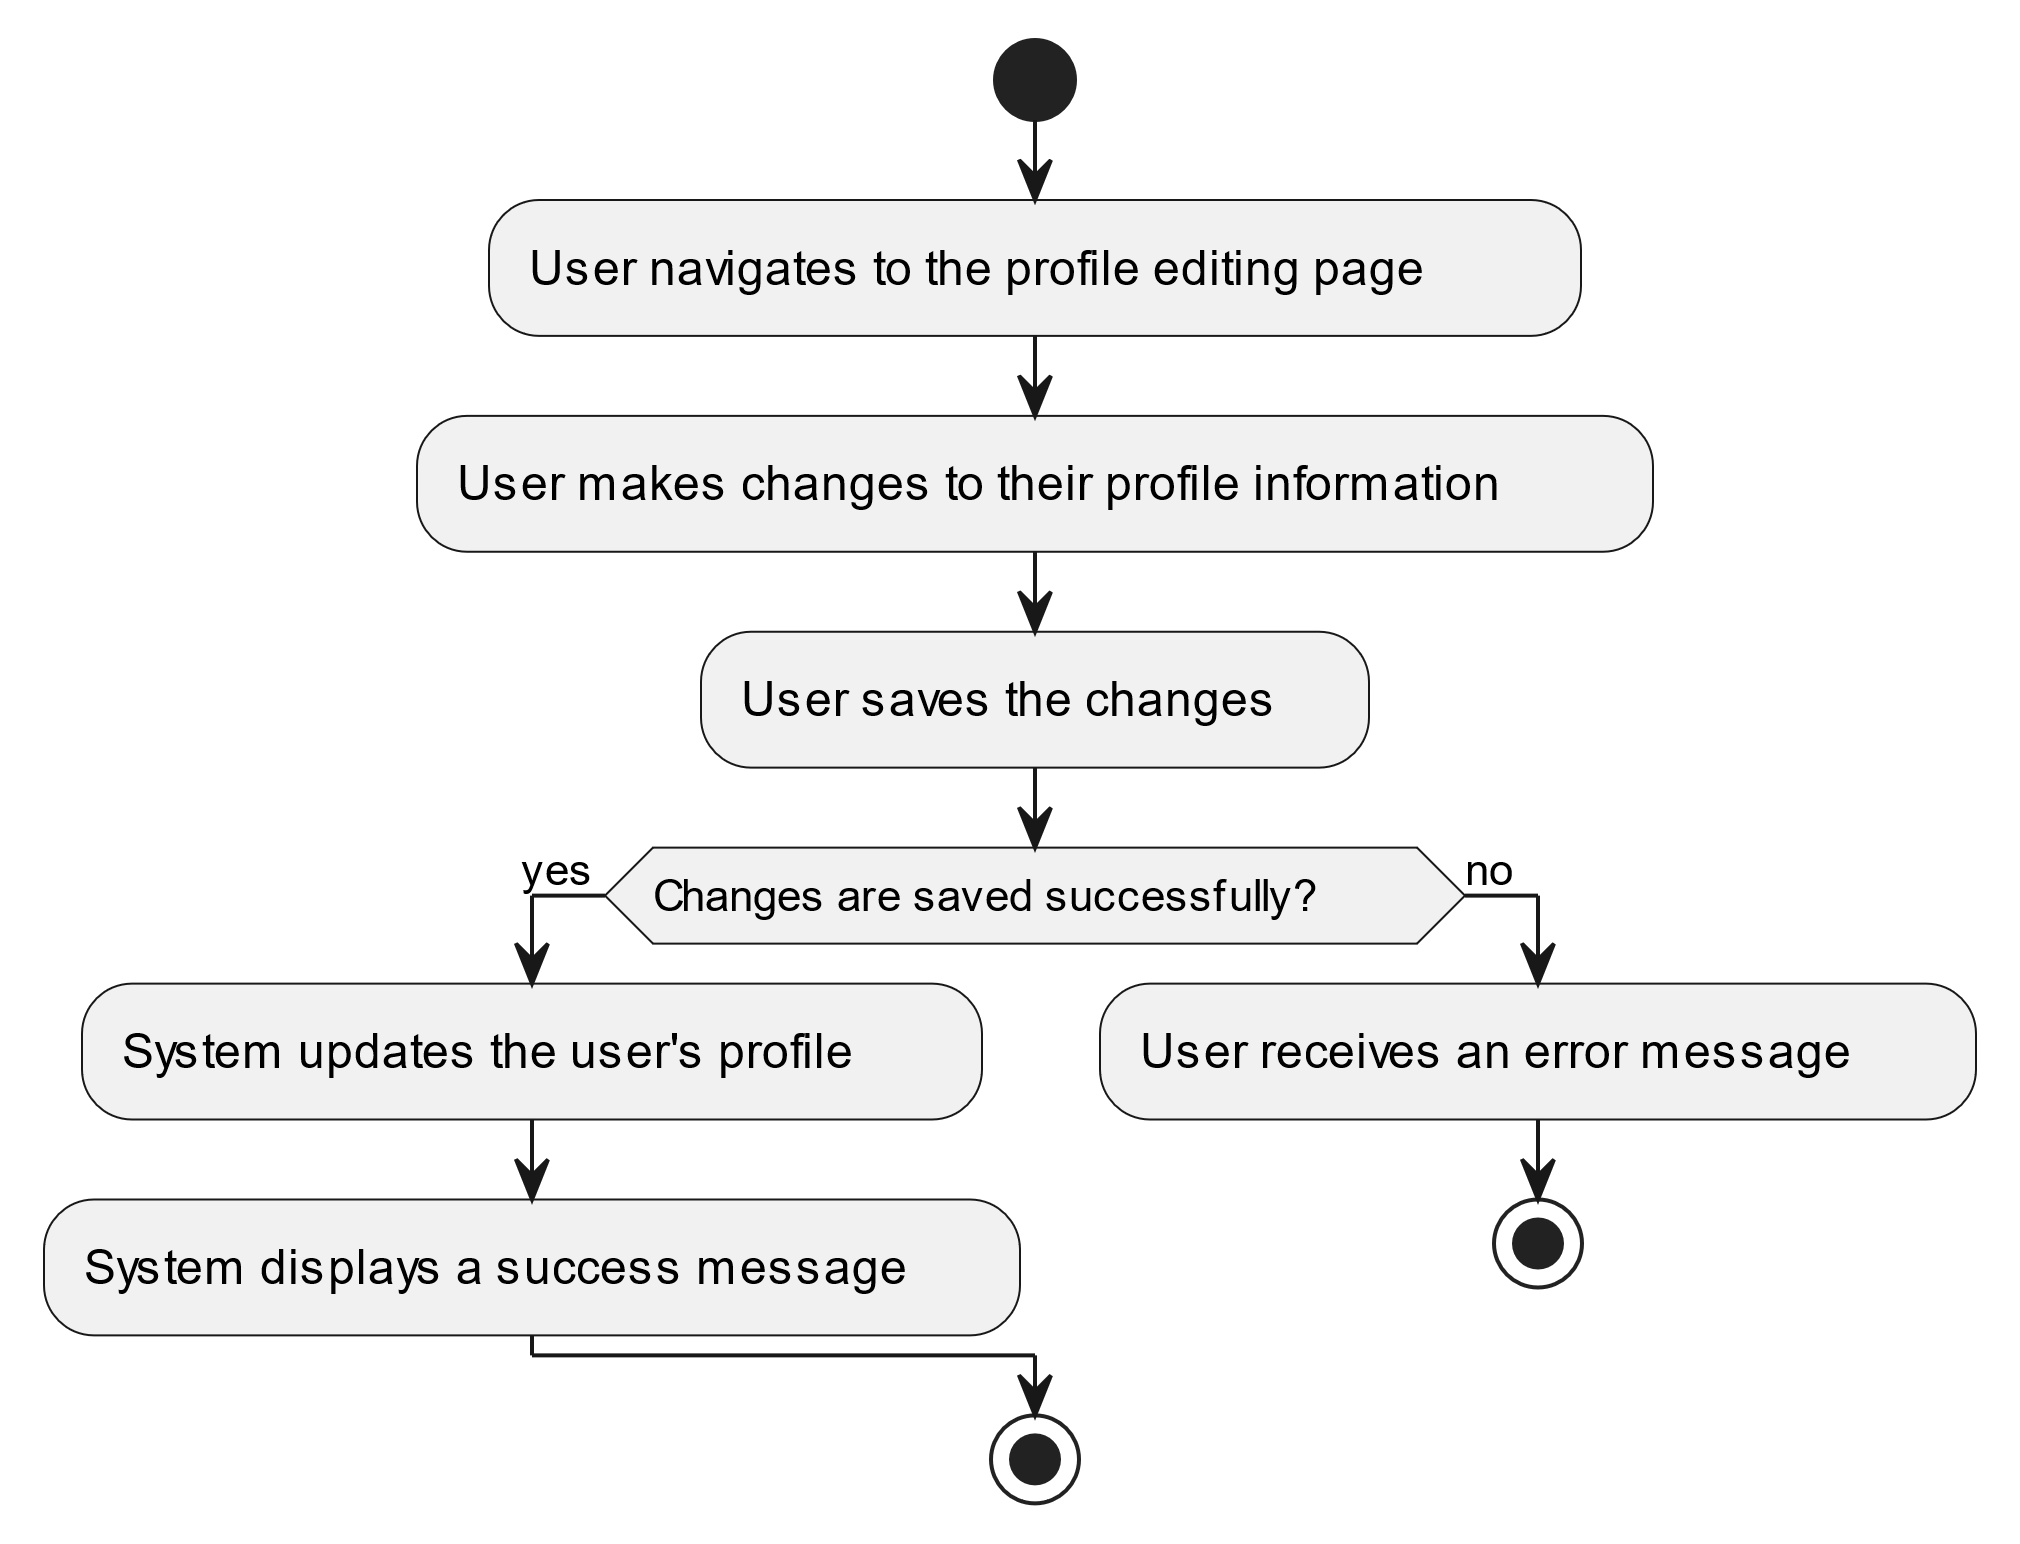 User navigates to the profile editing page
User makes changes to their profile information
User saves the changes
yes
Changes are saved successfully?
no
System updates the user's profile
User receives an error message
System displays a success message